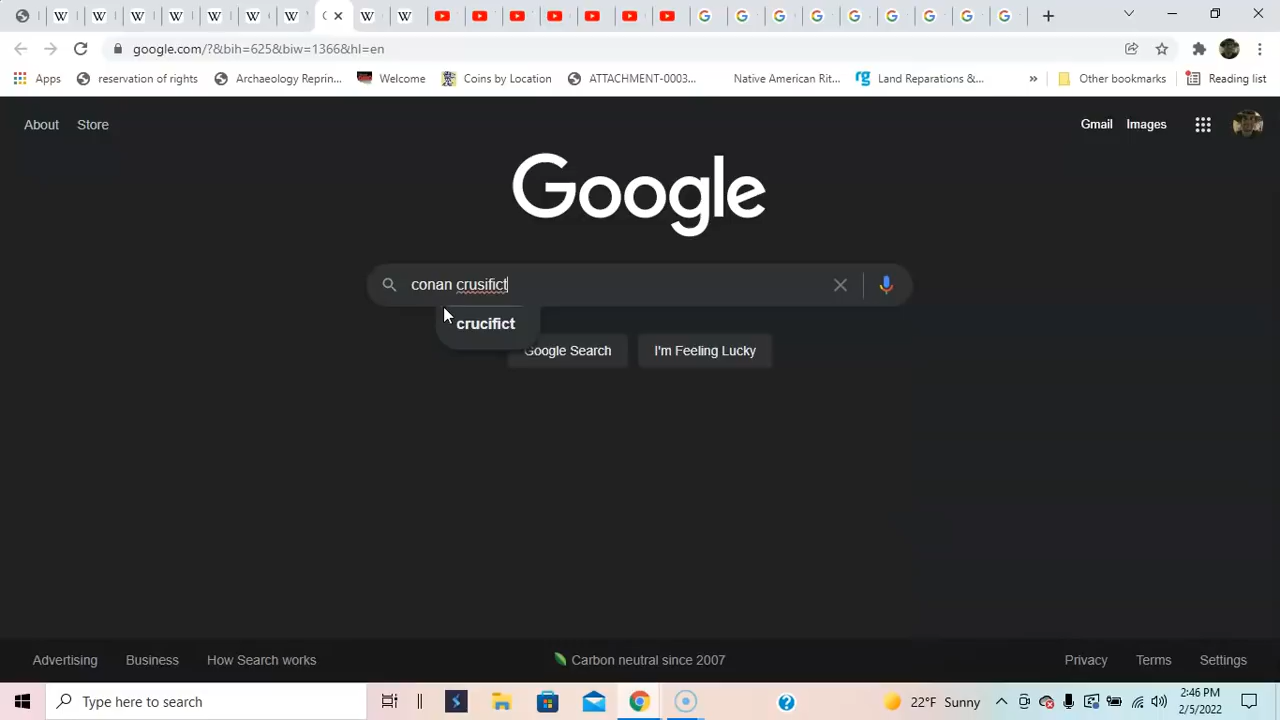 google.com/?&bih=625&biw=1366&hl=en
Apps reservation of rights Archaeology Reprin... Welcome Coins by Location ATTACHMENT-0003... Native American Rit... Land Reparations &... » Other bookmarks Reading list
About Store Gmail Images
Google
conan crusifict
crucifict
Google Search I'm Feeling Lucky
Advertising Business How Search works Carbon neutral since 2007 Privacy Terms Settings
Type here to search 22°F Sunny 2:46 PM
2/5/2022